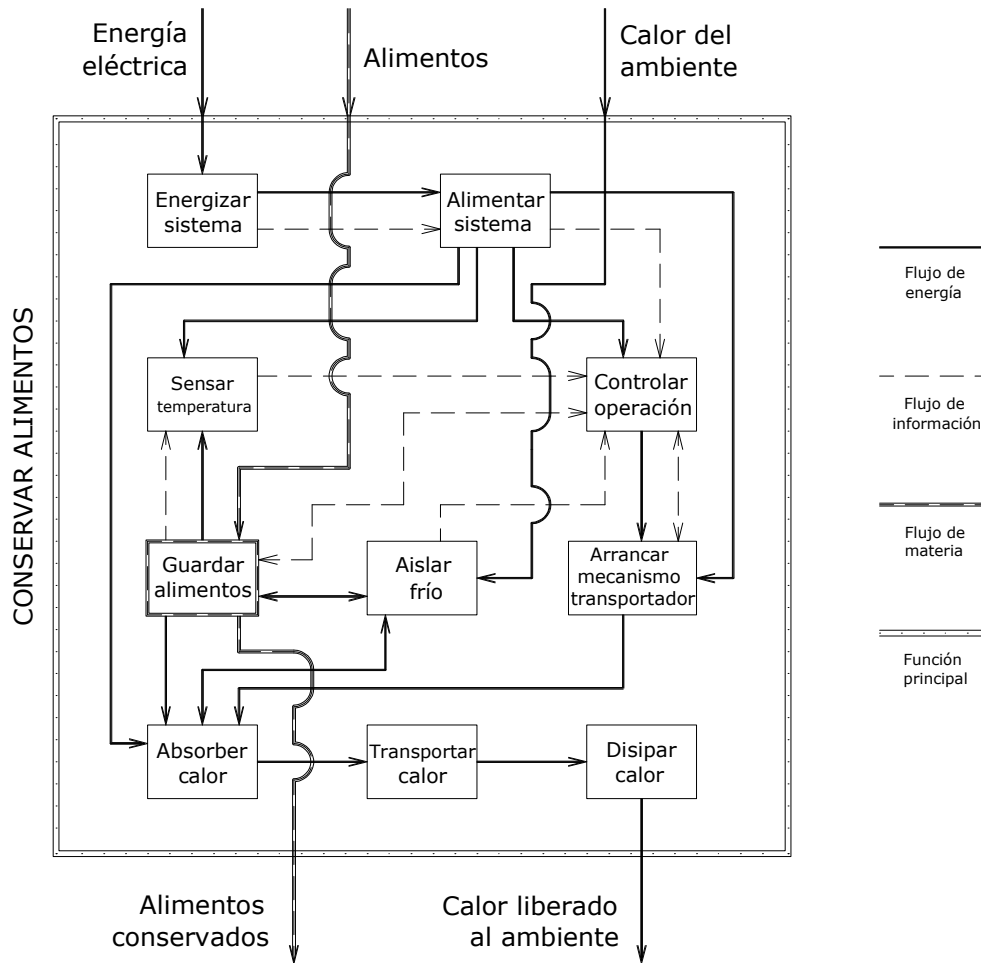 Energía
eléctrica
Alimentos
Calor del
ambiente
CONSERVAR ALIMENTOS
Energizar
sistema
Alimentar
sistema
Sensar
temperatura
Controlar
operación
Guardar
alimentos
Aislar
frío
Arrancar
mecanismo
transportador
Absorber
calor
Transportar
calor
Disipar
calor
Alimentos
conservados
Calor liberado
al ambiente
Flujo de
energía
Flujo de
información
Flujo de
materia
Función
principal